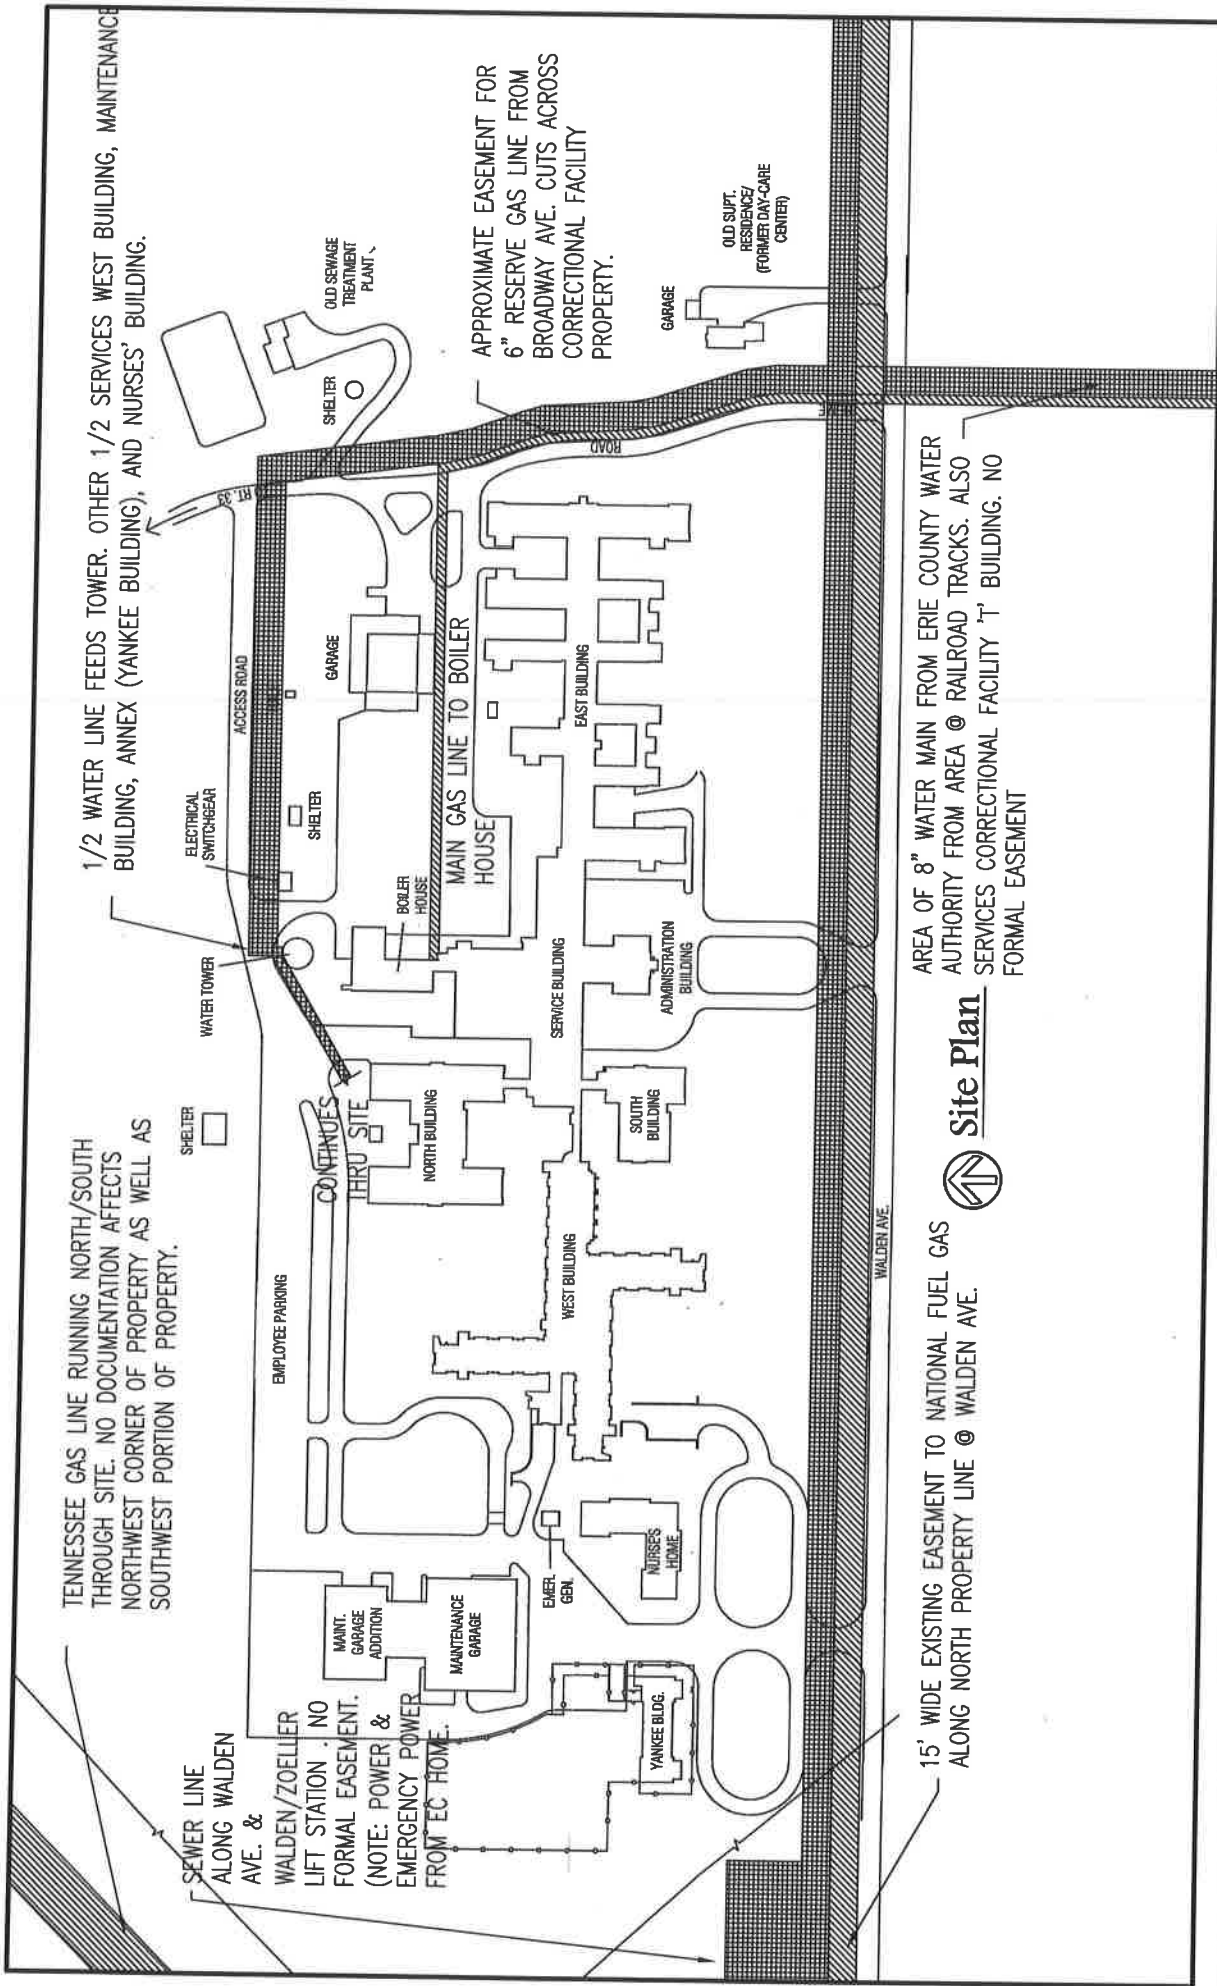 1/2 WATER LINE FEEDS TOWER. OTHER 1/2 SERVICES WEST BUILDING, MAINTENANCE
BUILDING, ANNEX (YANKEE BUILDING), AND NURSES' BUILDING.
TENNESSEE GAS LINE RUNNING NORTH/SOUTH
THROUGH SITE. NO DOCUMENTATION AFFECTS
NORTHWEST CORNER OF PROPERTY AS WELL AS
SOUTHWEST PORTION OF PROPERTY.
SEWER LINE
ALONG WALDEN
AVE. &
WALDEN/ZOELLER
LIFT STATION . NO
FORMAL EASEMENT.
(NOTE: POWER &
EMERGENCY POWER
FROM EC HOME.
SHELTER
WATER TOWER
ELECTRICAL
SWITCHGEAR
ACCESS ROAD
RT. 33
OLD SEWAGE
TREATMENT
PLANT
SHELTER
SHELTER
GARAGE
EMPLOYEE PARKING
CONTINUES
THRU SITE
BOILER
HOUSE
MAIN GAS LINE TO BOILER
HOUSE
APPROXIMATE EASEMENT FOR
6" RESERVE GAS LINE FROM
BROADWAY AVE. CUTS ACROSS
CORRECTIONAL FACILITY
PROPERTY.
ROAD
MAINT.
GARAGE
ADDITION
MAINTENANCE
GARAGE
NORTH BUILDING
EMER.
GEN.
WEST BUILDING
SERVICE BUILDING
EAST BUILDING
YANKEE BLDG.
NURSE'S
HOME
SOUTH
BUILDING
ADMINISTRATION
BUILDING
GARAGE
OLD SUPT.
RESIDENCE/
(FORMER DAY-CARE
CENTER)
WALDEN AVE.
15' WIDE EXISTING EASEMENT TO NATIONAL FUEL GAS
ALONG NORTH PROPERTY LINE @ WALDEN AVE.
Site Plan
AREA OF 8" WATER MAIN FROM ERIE COUNTY WATER
AUTHORITY FROM AREA @ RAILROAD TRACKS. ALSO
SERVICES CORRECTIONAL FACILITY 'T' BUILDING. NO
FORMAL EASEMENT